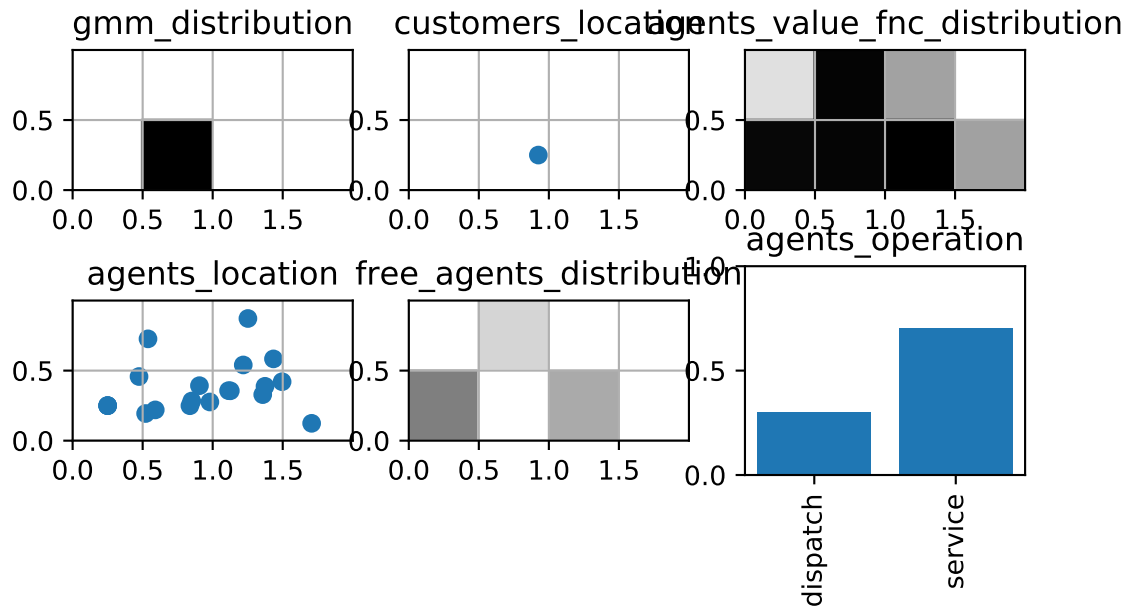 gmm_distribution
0.5
0.0
0.0 0.5 1.0 1.5
customers_location
0.5
0.0
0.0 0.5 1.0 1.5
agents_value_fnc_distribution
0.5
0.0
0.0 0.5 1.0 1.5
agents_location
0.5
0.0
0.0 0.5 1.0 1.5
free_agents_distribution
0.5
0.0
0.0 0.5 1.0 1.5
agents_operation
1.0
0.5
0.0
dispatch
service